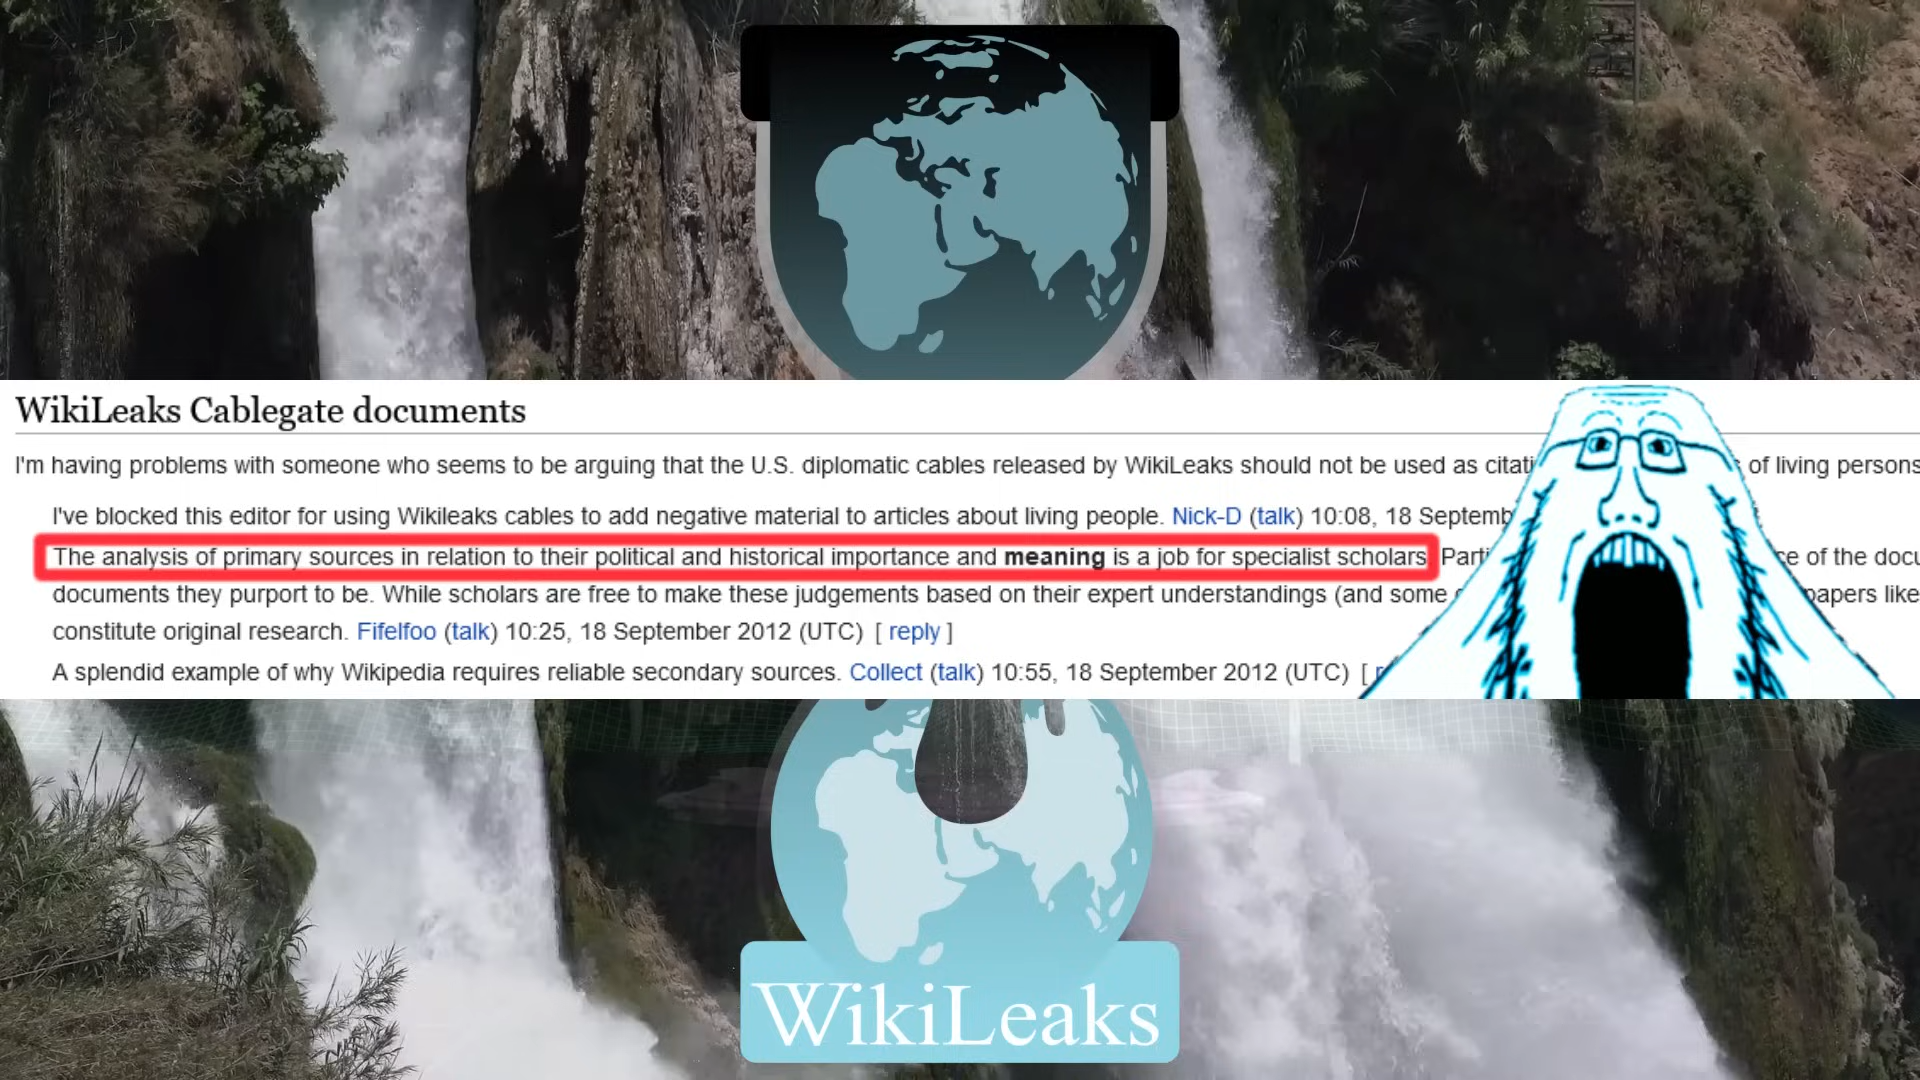 WikiLeaks Cablegate documents
I'm having problems with someone who seems to be arguing that the U.S. diplomatic cables released by WikiLeaks should not be used as of living persons
I've blocked this editor for using Wikileaks cables to add negative material to articles about living people. Nick-D (talk) 10:08, 18
The analysis of primary sources in relation to their political and historical importance and meaning is a job for specialist scholars of the
documents they purport to be. While scholars are free to make these judgements based on their expert understandings (and some like
constitute original research. Fifelfoo (talk) 10:25, 18 September 2012 (UTC) [ reply ]
A splendid example of why Wikipedia requires reliable secondary sources. Collect (talk) 10:55, 18 September 2012 (UTC) [
WikiLeaks